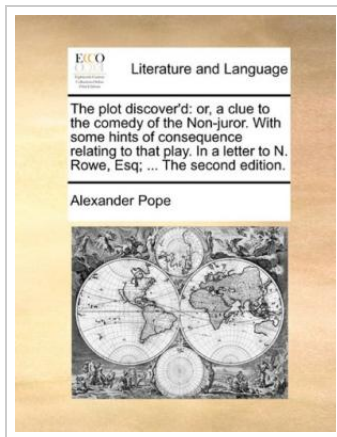 ECCO
Literature and Language
The plot discover'd: or, a clue to
the comedy of the Non-juror. With
some hints of consequence
relating to that play. In a letter to N.
Rowe, Esq; ... The second edition.
Alexander Pope